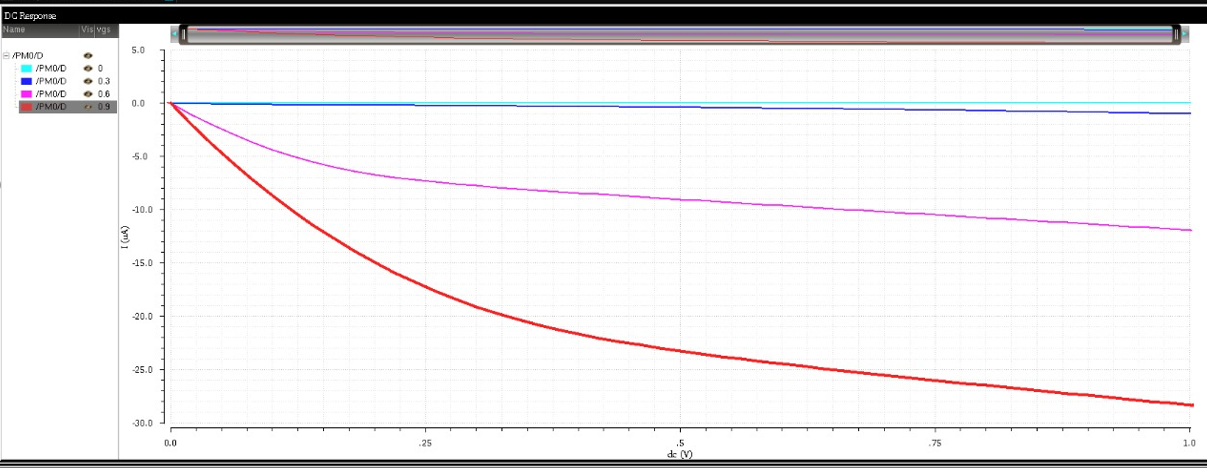 DC Response
Name Vis vgs
/PM0/D
/PM0/D 0
/PM0/D 0.3
/PM0/D 0.6
/PM0/D 0.9
5.0
0.0
-5.0
-10.0
-15.0
-20.0
-25.0
-30.0
I (uA)
0.0 .25 .5 .75 1.0
dc (V)